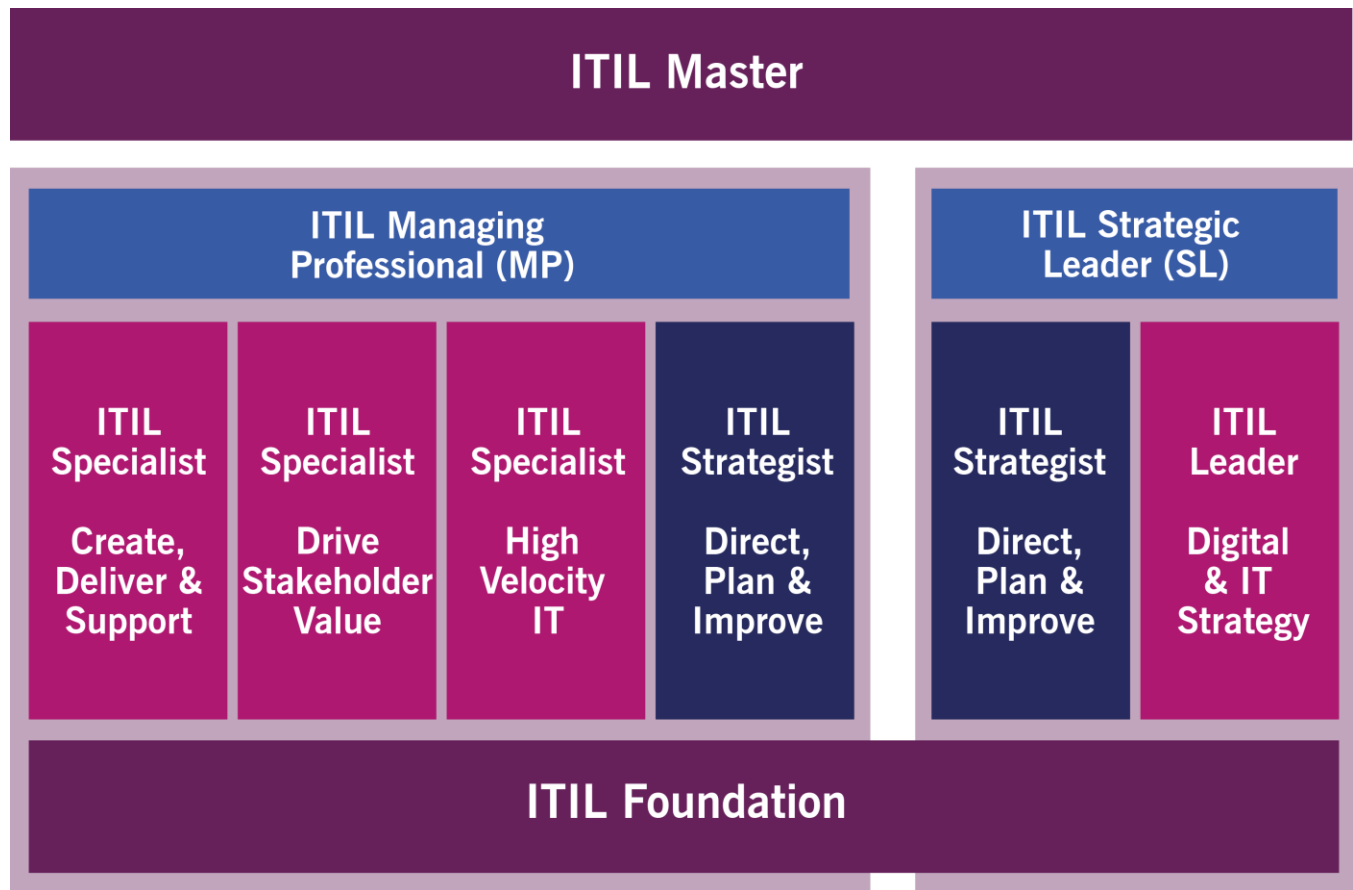 ITIL Master
ITIL Managing
Professional (MP)
ITIL Strategic
Leader (SL)
ITIL
Specialist
Create,
Deliver &
Support
ITIL
Specialist
Drive
Stakeholder
Value
ITIL
Specialist
High
Velocity
IT
ITIL
Strategist
Direct,
Plan &
Improve
ITIL
Strategist
Direct,
Plan &
Improve
ITIL
Leader
Digital
& IT
Strategy
ITIL Foundation